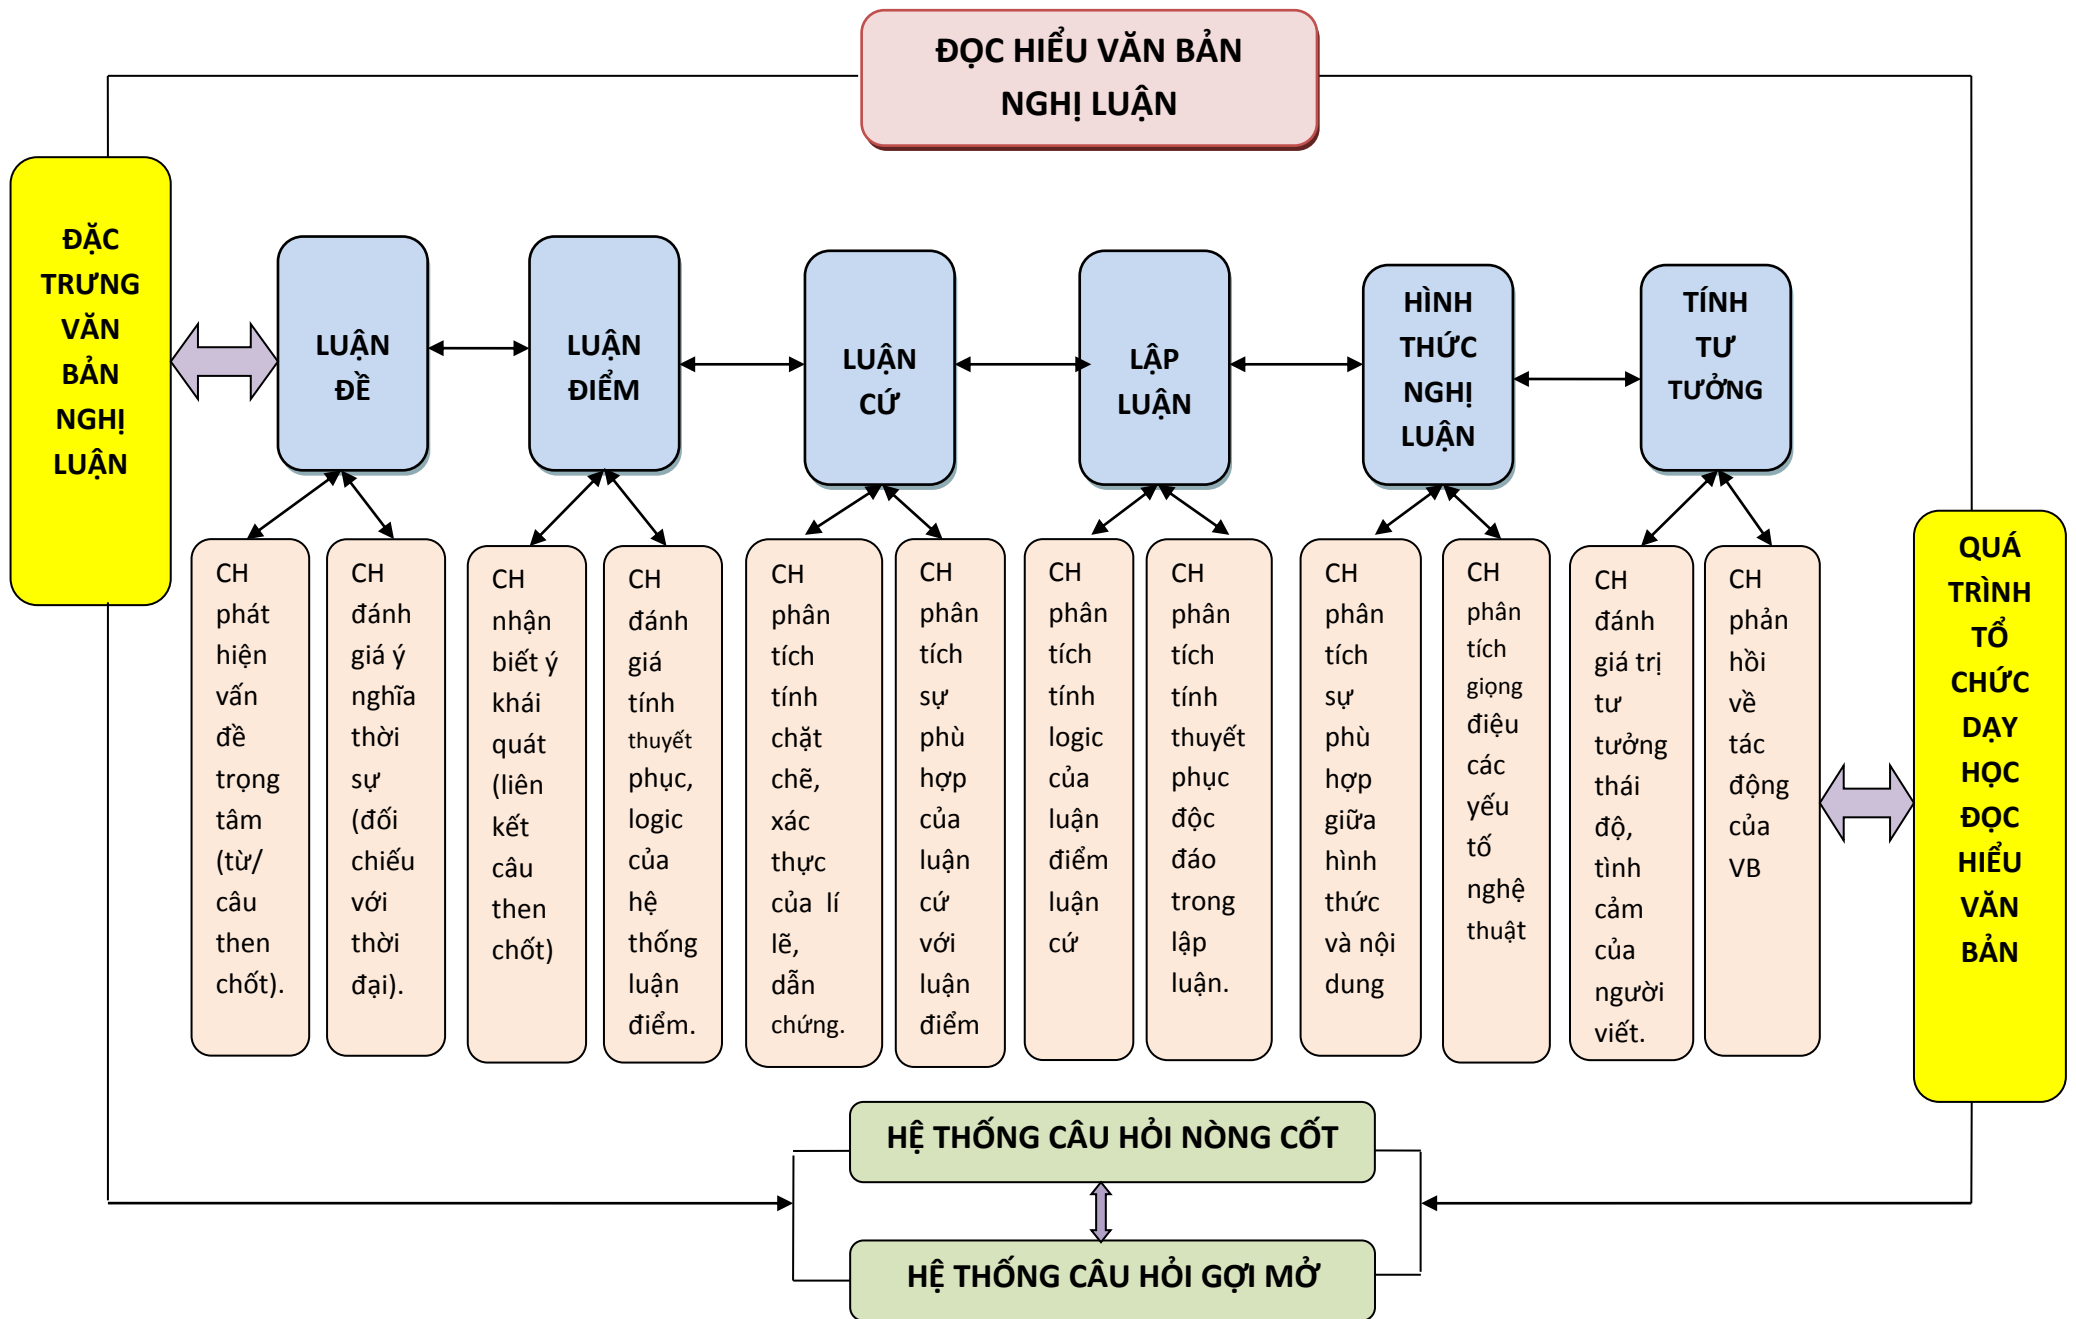 ĐỌC HIỂU VĂN BẢN
NGHỊ LUẬN
ĐẶC
TRƯNG
VĂN
BẢN
NGHỊ
LUẬN
LUẬN
ĐỀ
LUẬN
ĐIỂM
LUẬN
CỨ
LẬP
LUẬN
HÌNH
THỨC
NGHỊ
LUẬN
TÍNH
TƯ
TƯỞNG
CH
phát
hiện
vấn
đề
trọng
tâm
(từ/
câu
then
chốt).
CH
đánh
giá ý
nghĩa
thời
sự
(đối
chiếu
với
thời
đại).
CH
nhận
biết ý
khái
quát
(liên
kết
câu
then
chốt)
CH
đánh
giá
tính
thuyết
phục,
logic
của
hệ
thống
luận
điểm.
CH
phân
tích
tính
chặt
chẽ,
xác
thực
của lí
lẽ,
dẫn
chứng.
CH
phân
tích
sự
phù
hợp
của
luận
cứ
với
luận
điểm
CH
phân
tích
tính
logic
của
luận
điểm
luận
cứ
CH
phân
tích
tính
thuyết
phục
độc
đáo
trong
lập
luận.
CH
phân
tích
sự
phù
hợp
giữa
hình
thức
và nội
dung
CH
phân
tích
giọng
điệu
các
yếu
tố
nghệ
thuật
CH
đánh
giá trị
tư
tưởng
thái
độ,
tình
cảm
của
người
viết.
CH
phản
hồi
về
tác
động
của
VB
QUÁ
TRÌNH
TỔ
CHỨC
DẠY
HỌC
ĐỌC
HIỂU
VĂN
BẢN
HỆ THỐNG CÂU HỎI NÒNG CỐT
HỆ THỐNG CÂU HỎI GỢI MỞ